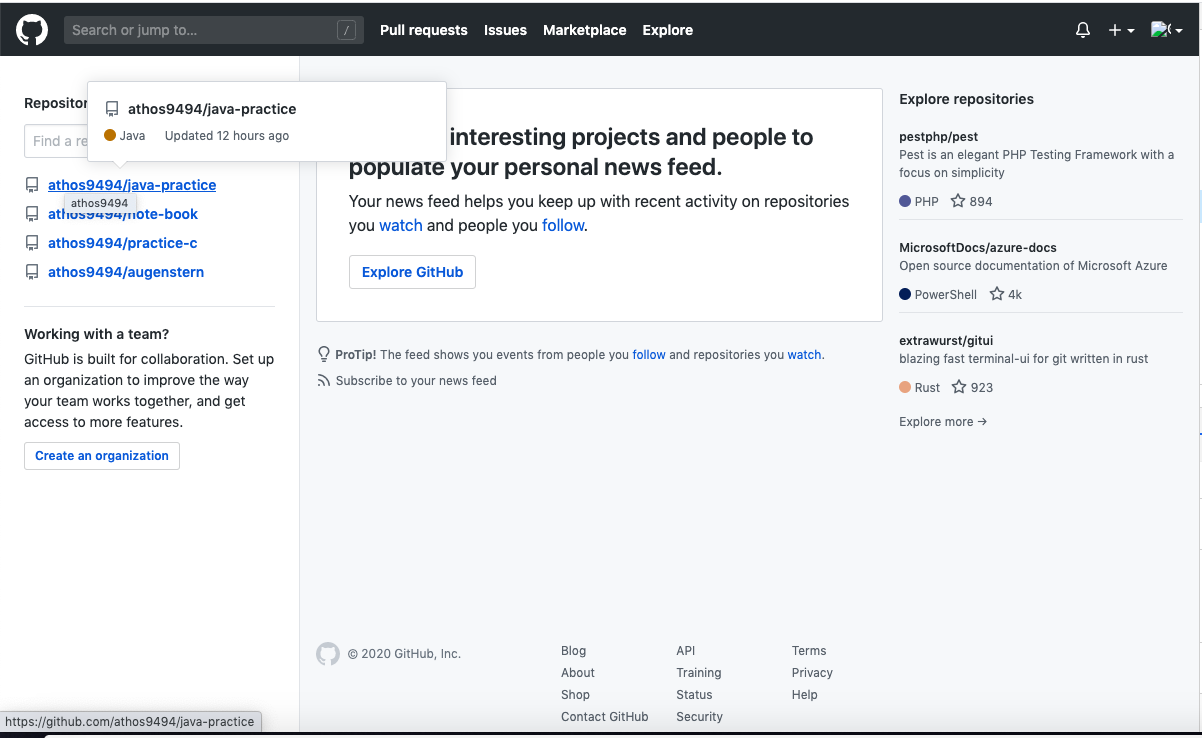 Search or jump to...
/
Pull requests
Issues
Marketplace
Explore
Reposito
Find a re
athos9494/java-practice
Java
Updated 12 hours ago
athos9494/java-practice
athos9494
athos9494/note-book
athos9494/practice-c
athos9494/augenstern
Working with a team?
GitHub is built for collaboration. Set up
an organization to improve the way
your team works together, and get
access to more features.
Create an organization
interesting projects and people to
populate your personal news feed.
Your news feed helps you keep up with recent activity on repositories
you watch and people you follow.
Explore GitHub
ProTip! The feed shows you events from people you follow and repositories you watch.
Subscribe to your news feed
Explore repositories
pestphp/pest
Pest is an elegant PHP Testing Framework with a
focus on simplicity
PHP
894
MicrosoftDocs/azure-docs
Open source documentation of Microsoft Azure
PowerShell
4k
extrawurst/gitui
blazing fast terminal-ui for git written in rust
Rust
923
Explore more →
© 2020 GitHub, Inc.
Blog
About
Shop
Contact GitHub
API
Training
Status
Security
Terms
Privacy
Help
https://github.com/athos9494/java-practice